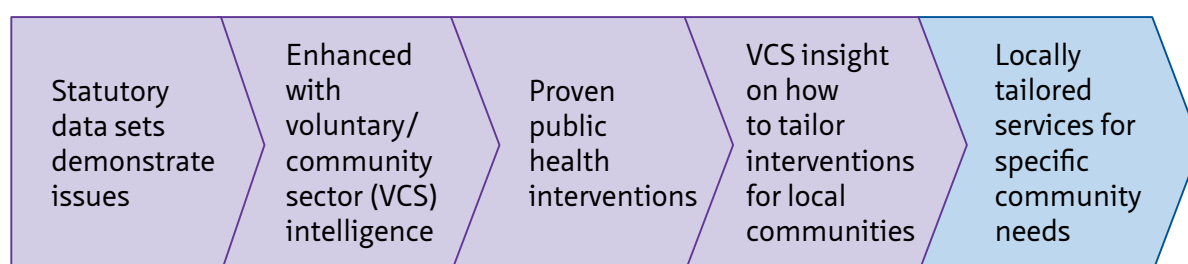 Statutory
data sets
demonstrate
issues
Enhanced
with
voluntary/
community
sector (VCS)
intelligence
Proven
public
health
interventions
VCS insight
on how
to tailor
interventions
for local
communities
Locally
tailored
services for
specific
community
needs